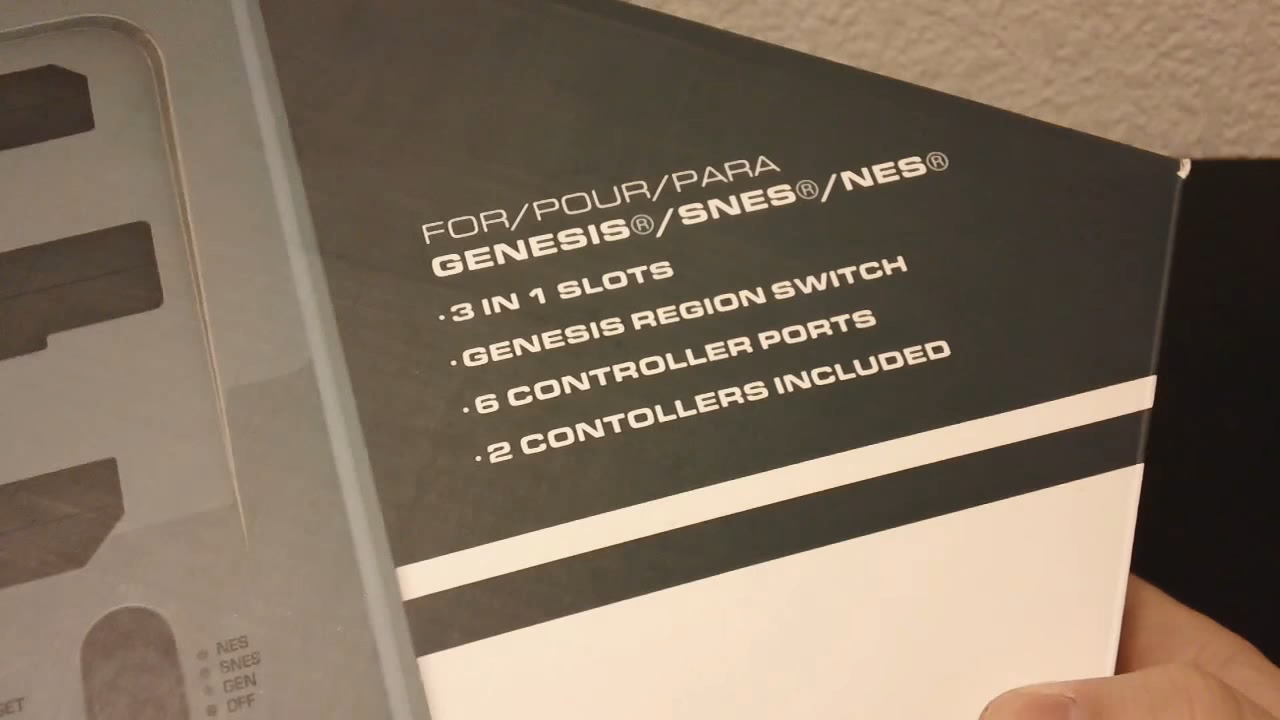 FOR/POUR/PARA
GENESIS®/SNES®/NES®
·3 IN 1 SLOTS
·GENESIS REGION SWITCH
·6 CONTROLLER PORTS
·2 CONTOLLERS INCLUDED
NES
SNES
GEN
OFF
SET